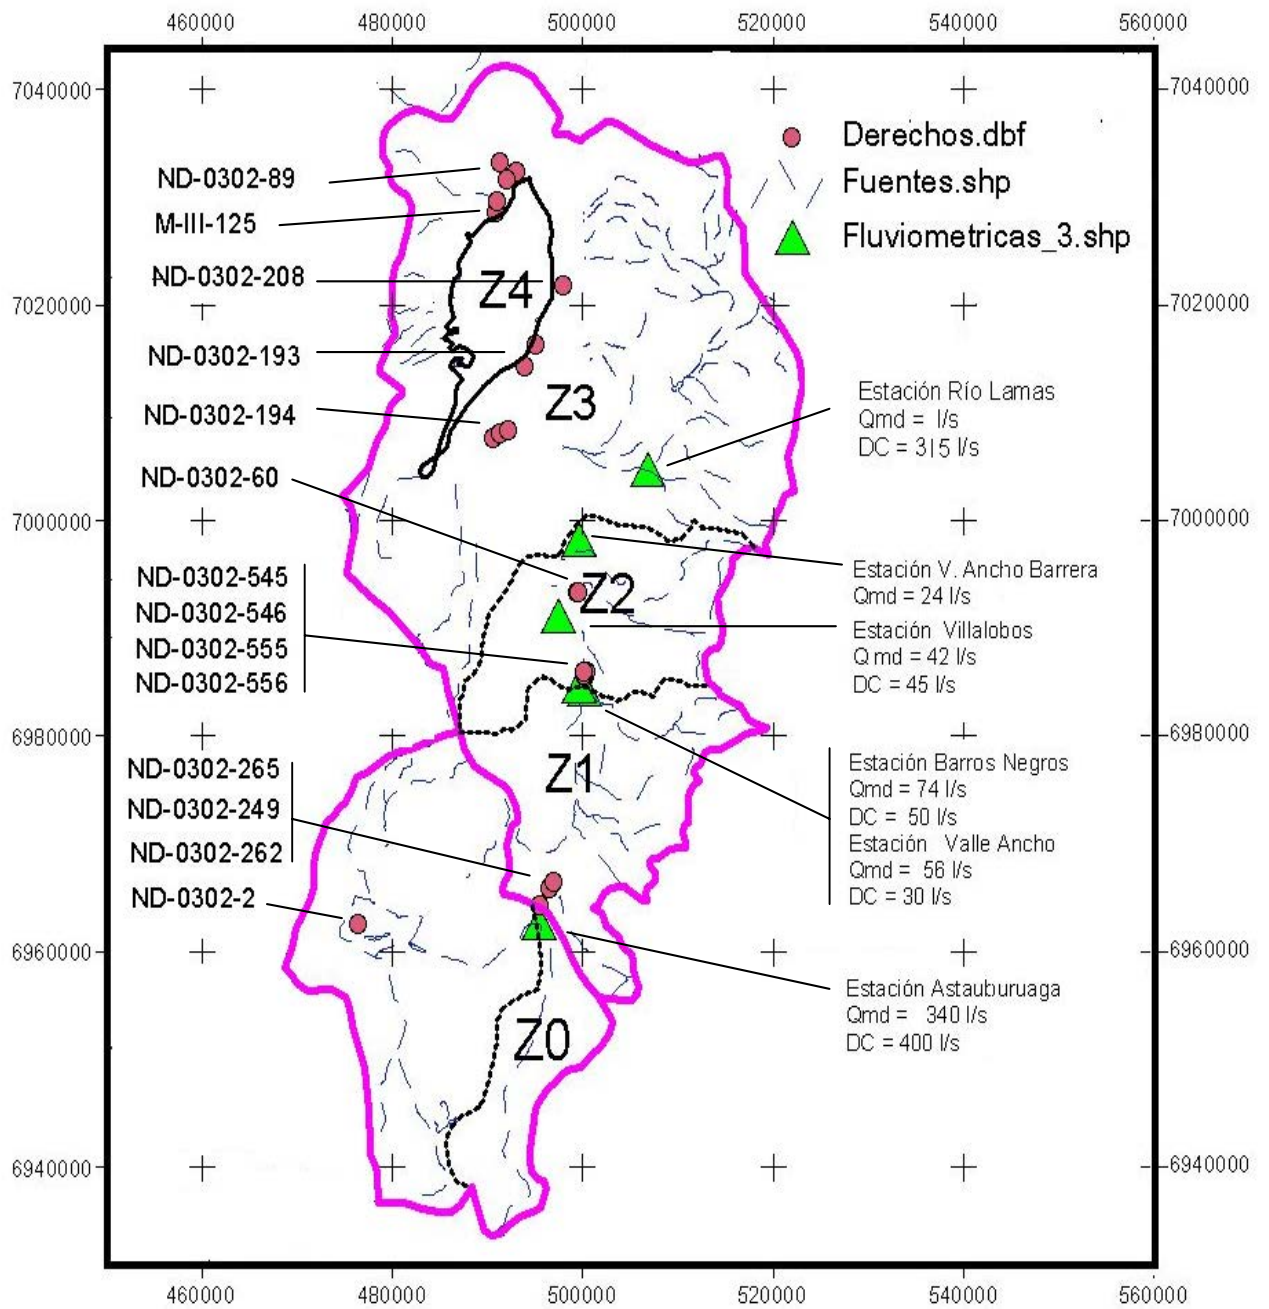 460000 480000 500000 520000 540000 560000
7040000 7040000
Derechos.dbf
ND-0302-89
Fuentes.shp
M-III-125
Fluviometricas_3.shp
ND-0302-208
Z4
7020000 7020000
ND-0302-193
Z3
Estación Río Lamas
Qmd = l/s
DC = 315 l/s
ND-0302-194
ND-0302-60
7000000 7000000
Estación V. Ancho Barrera
Qmd = 24 l/s
ND-0302-545
ND-0302-546
ND-0302-555
ND-0302-556
Z2
Estación Villalobos
Qmd = 42 l/s
DC = 45 l/s
6980000 6980000
ND-0302-265
ND-0302-249
ND-0302-262
Z1
Estación Barros Negros
Qmd = 74 l/s
DC = 50 l/s
Estación Valle Ancho
Qmd = 56 l/s
DC = 30 l/s
ND-0302-2
6960000 6960000
Estación Astauburuaga
Qmd = 340 l/s
DC = 400 l/s
Z0
6940000 6940000
460000 480000 500000 520000 540000 560000